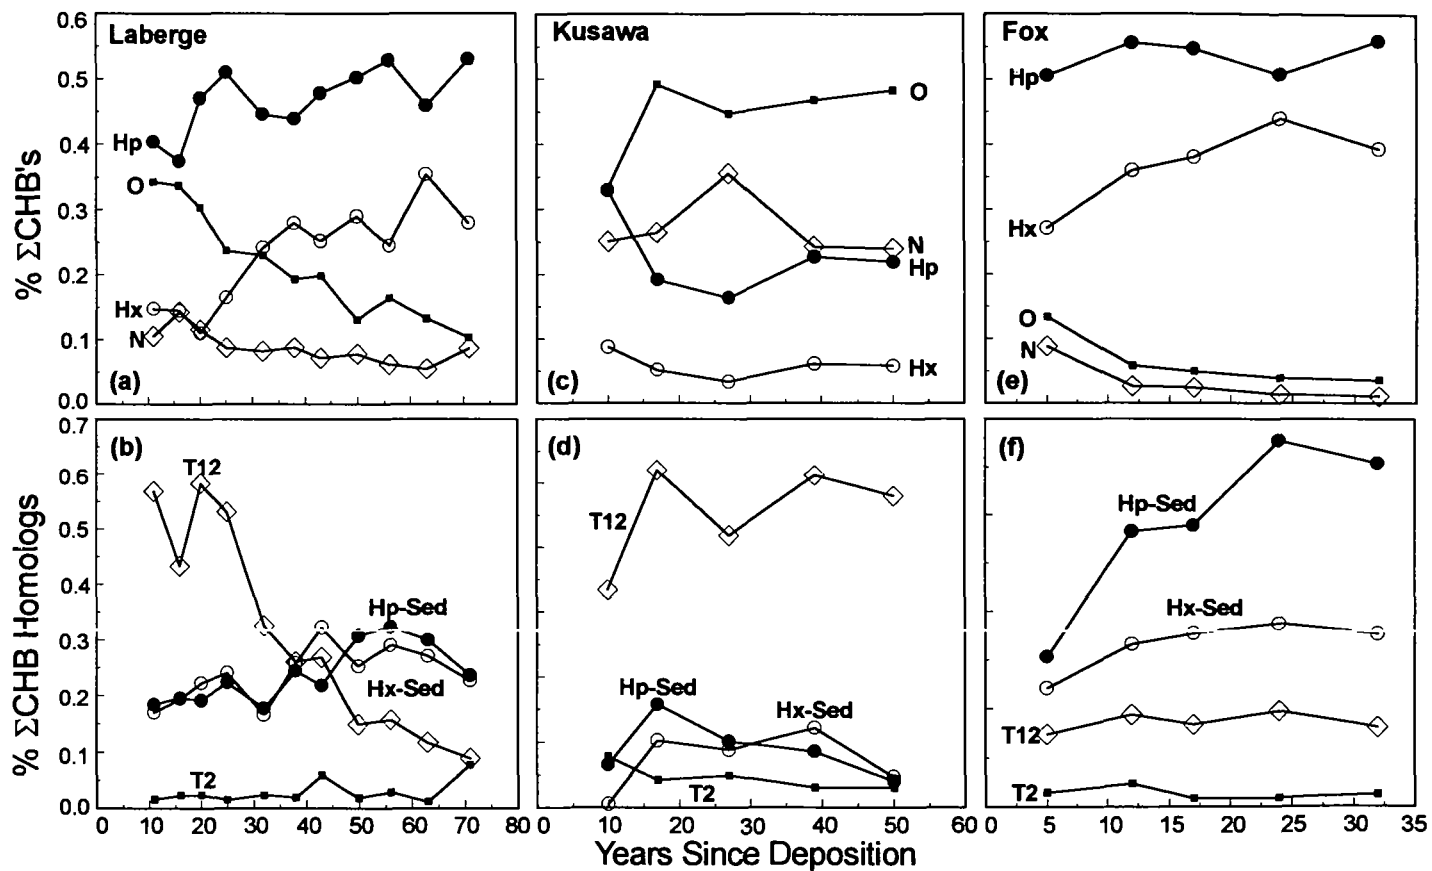 0.6
0.5
0.4
0.3
0.2
0.1
0.0
% ΣCHB's
Laberge
Hp
O
Hx
N
(a)
Kusawa
O
N
Hp
Hx
(c)
Fox
Hp
Hx
O
N
(e)
0.7
0.6
0.5
0.4
0.3
0.2
0.1
0.0
% ΣCHB Homologs
(b)
T12
Hp-Sed
Hx-Sed
T2
(d)
T12
Hp-Sed
Hx-Sed
T2
(f)
Hp-Sed
Hx-Sed
T12
T2
0 10 20 30 40 50 60 70 80
0 10 20 30 40 50 60
0 5 10 15 20 25 30 35
Years Since Deposition